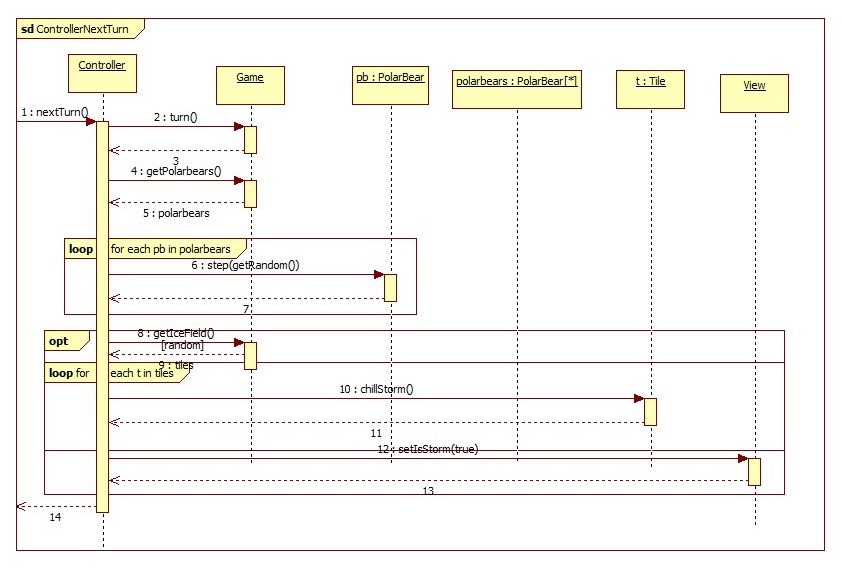 sd ControllerNextTurn
Controller
Game
pb : PolarBear
polarbears : PolarBear[*]
t : Tile
View
1 : nextTurn()
2 : turn()
3
4 : getPolarbears()
5 : polarbears
loop for each pb in polarbears
6 : step(getRandom())
7
opt
8 : getIceField()
[random]
9 : tiles
loop for each t in tiles
10 : chillStorm()
11
12 : setIsStorm(true)
13
14